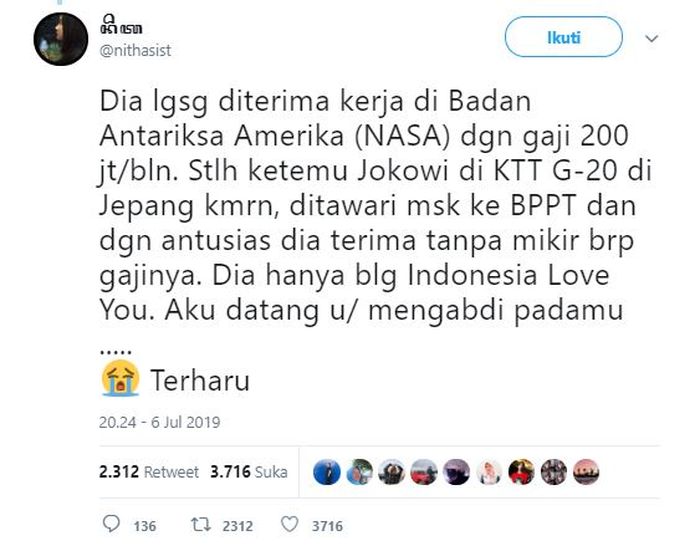 ꦤꦶꦠ
@nithasist
Ikuti
Dia lgsg diterima kerja di Badan
Antariksa Amerika (NASA) dgn gaji 200
jt/bln. Stlh ketemu Jokowi di KTT G-20 di
Jepang kmrn, ditawari msk ke BPPT dan
dgn antusias dia terima tanpa mikir brp
gajinya. Dia hanya blg Indonesia Love
You. Aku datang u/ mengabdi padamu
.....
😭 Terharu
20.24 - 6 Jul 2019
2.312 Retweet 3.716 Suka
136 2312 3716